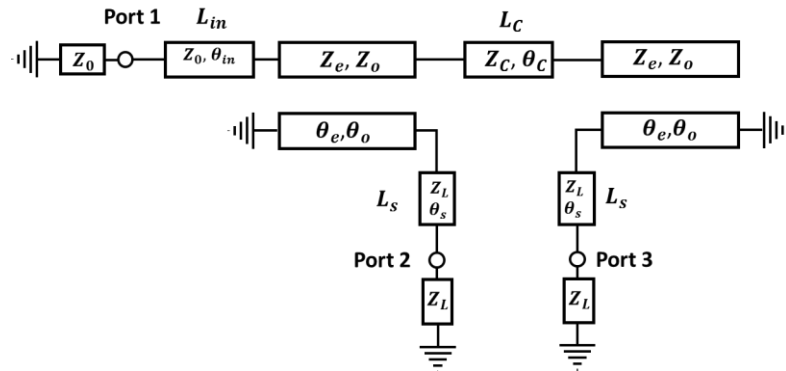 Port 1
L_in
L_C
Z_0
Z_0, θ_in
Z_e, Z_o
Z_C, θ_C
Z_e, Z_o
θ_e,θ_o
θ_e,θ_o
L_s
Z_L
θ_s
Z_L
θ_s
L_s
Port 2
Port 3
Z_L
Z_L